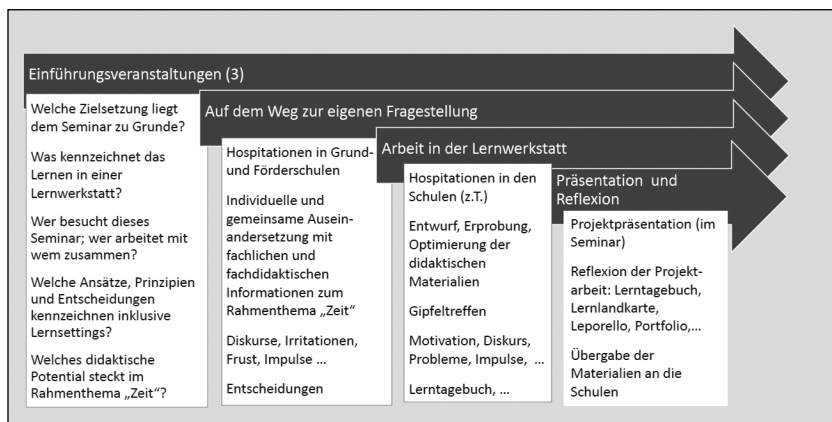 Einführungsveranstaltungen (3)
Welche Zielsetzung liegt
dem Seminar zu Grunde?
Was kennzeichnet das
Lernen in einer
Lernwerkstatt?
Wer besucht dieses
Seminar; wer arbeitet mit
wem zusammen?
Welche Ansätze, Prinzipien
und Entscheidungen
kennzeichnen inklusive
Lernsettings?
Welches didaktische
Potential steckt im
Rahmenthema „Zeit“?
Auf dem Weg zur eigenen Fragestellung
Hospitationen in Grund-
und Förderschulen
Individuelle und
gemeinsame Ausein-
andersetzung mit
fachlichen und
fachdidaktischen
Informationen zum
Rahmenthema „Zeit“
Diskurse, Irritationen,
Frust, Impulse ...
Entscheidungen
Arbeit in der Lernwerkstatt
Hospitationen in den
Schulen (z.T.)
Entwurf, Erprobung,
Optimierung der
didaktischen
Materialien
Gipfeltreffen
Motivation, Diskurs,
Probleme, Impulse, ...
Lerntagebuch, ...
Präsentation und
Reflexion
Projektpräsentation (im
Seminar)
Reflexion der Projekt-
arbeit: Lerntagebuch,
Lernlandkarte,
Leporello, Portfolio,...
Übergabe der
Materialien an die
Schulen